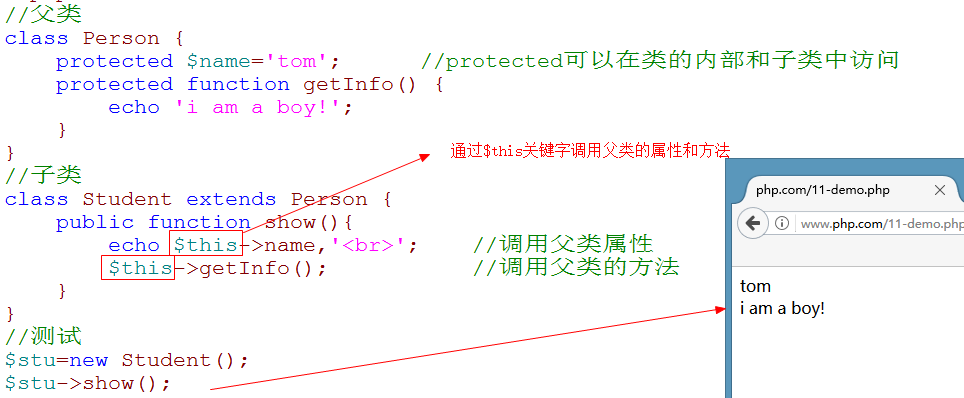 //父类
class Person {
    protected $name='tom';      //protected可以在类的内部和子类中访问
    protected function getInfo() {
        echo 'i am a boy!';
    }
}
通过$this关键字调用父类的属性和方法
//子类
class Student extends Person {
    public function show(){
        echo $this->name,'<br>';    //调用父类属性
        $this->getInfo();           //调用父类的方法
    }
}
//测试
$stu=new Student();
$stu->show();
php.com/11-demo.php
www.php.com/11-demo.php
tom
i am a boy!